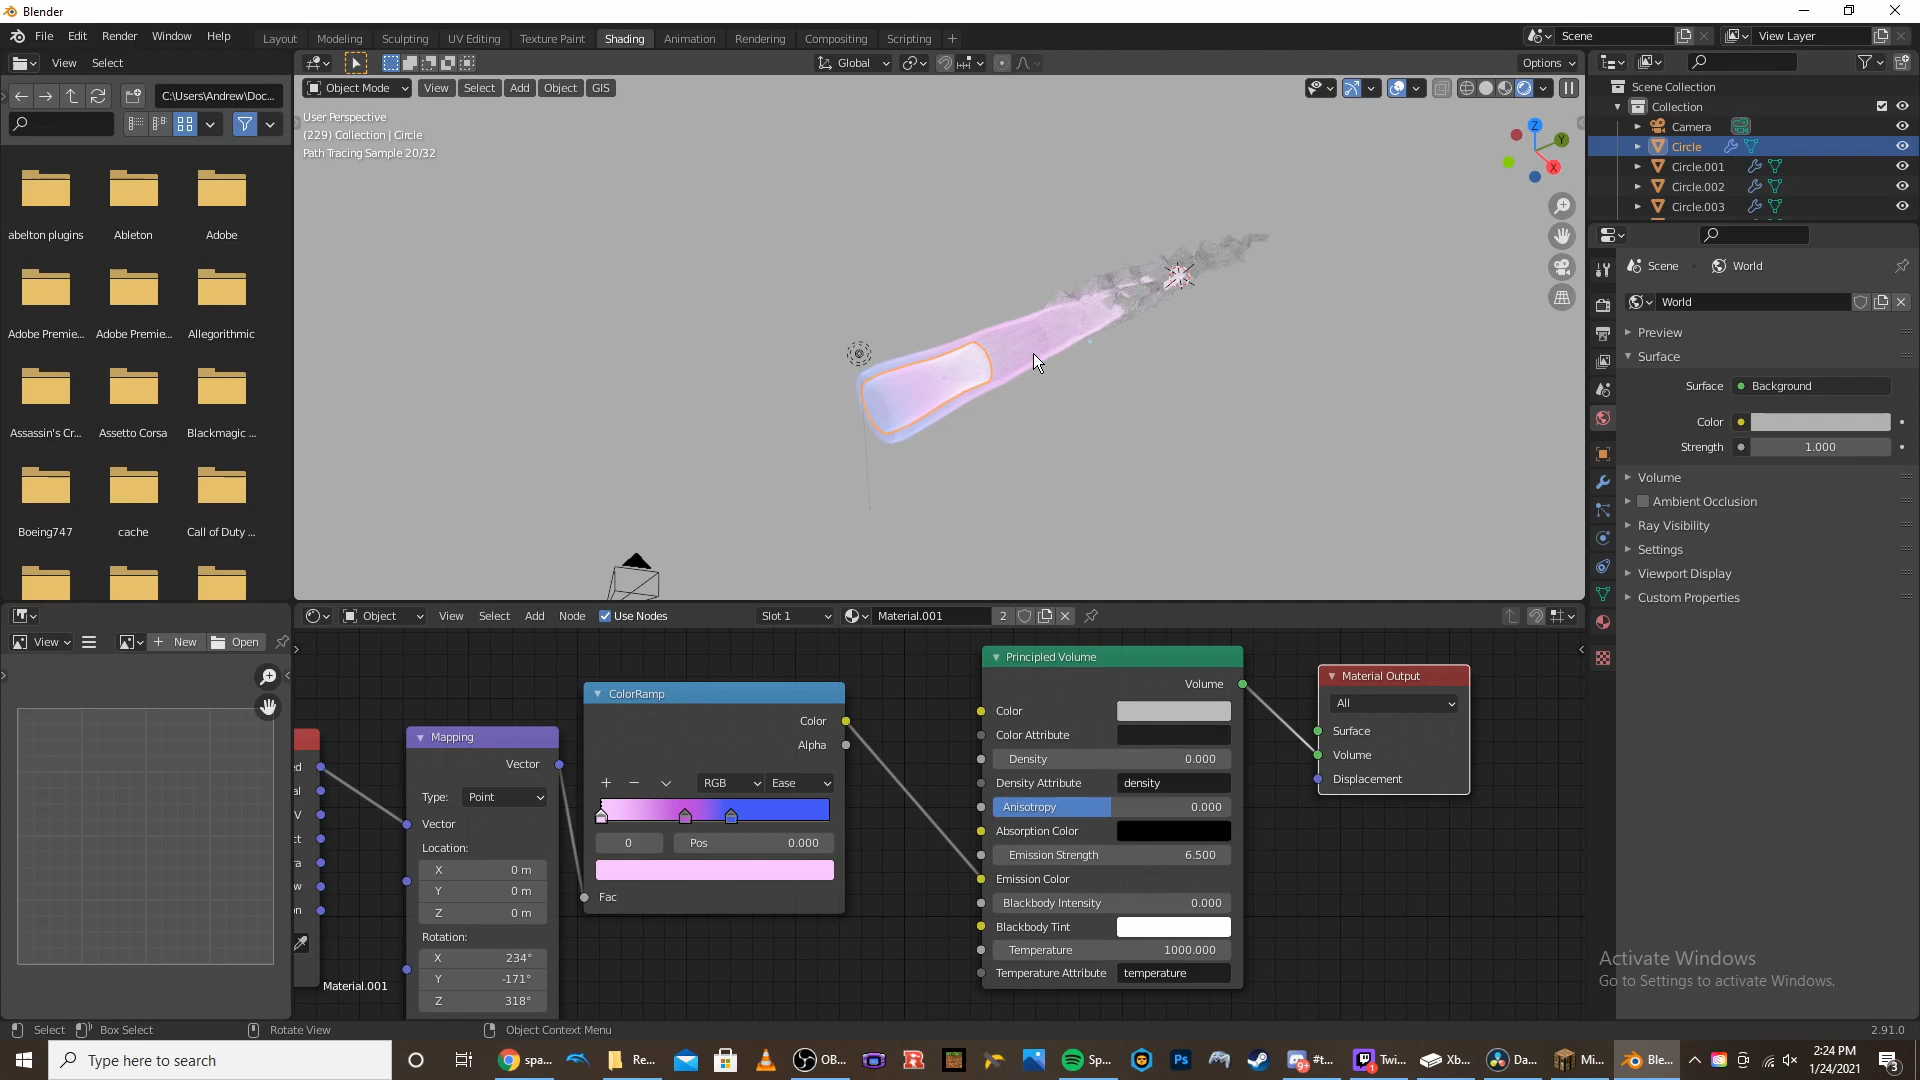 Blender
File Edit Render Window Help
Layout Modeling Sculpting UV Editing Texture Paint Shading Animation Rendering Compositing Scripting
Scene
View Layer
View Select
Global
Options
C:\Users\Andrew\Doc...
Object Mode View Select Add Object GIS
User Perspective
(229) Collection | Circle
Path Tracing Sample 20/32
Z
Y
X
Scene Collection
Collection
Camera
Circle
Circle.001
Circle.002
Circle.003
abelton plugins Ableton Adobe
Adobe Premie... Adobe Premie... Allegorithmic
Assassin's Cr... Assetto Corsa Blackmagic ...
Boeing747 cache Call of Duty ...
Scene World
World
Preview
Surface
Surface Background
Color
Strength 1.000
Volume
Ambient Occlusion
Ray Visibility
Settings
Viewport Display
Custom Properties
View New Open
Object View Select Add Node Use Nodes Slot 1 Material.001 2
Mapping
Vector
Type: Point
Vector
Location:
X 0 m
Y 0 m
Z 0 m
Rotation:
X 234°
Y -171°
Z 318°
Material.001
ColorRamp
Color
Alpha
RGB Ease
0 Pos 0.000
Fac
Principled Volume
Volume
Color
Color Attribute
Density 0.000
Density Attribute density
Anisotropy 0.000
Absorption Color
Emission Strength 6.500
Emission Color
Blackbody Intensity 0.000
Blackbody Tint
Temperature 1000.000
Temperature Attribute temperature
Material Output
All
Surface
Volume
Displacement
Activate Windows
Go to Settings to activate Windows.
Select Box Select Rotate View Object Context Menu 2.91.0
Type here to search
spa... Re... OB... Sp... #t... Twi... Xb... Da... Mi... Ble...
2:24 PM
1/24/2021
3